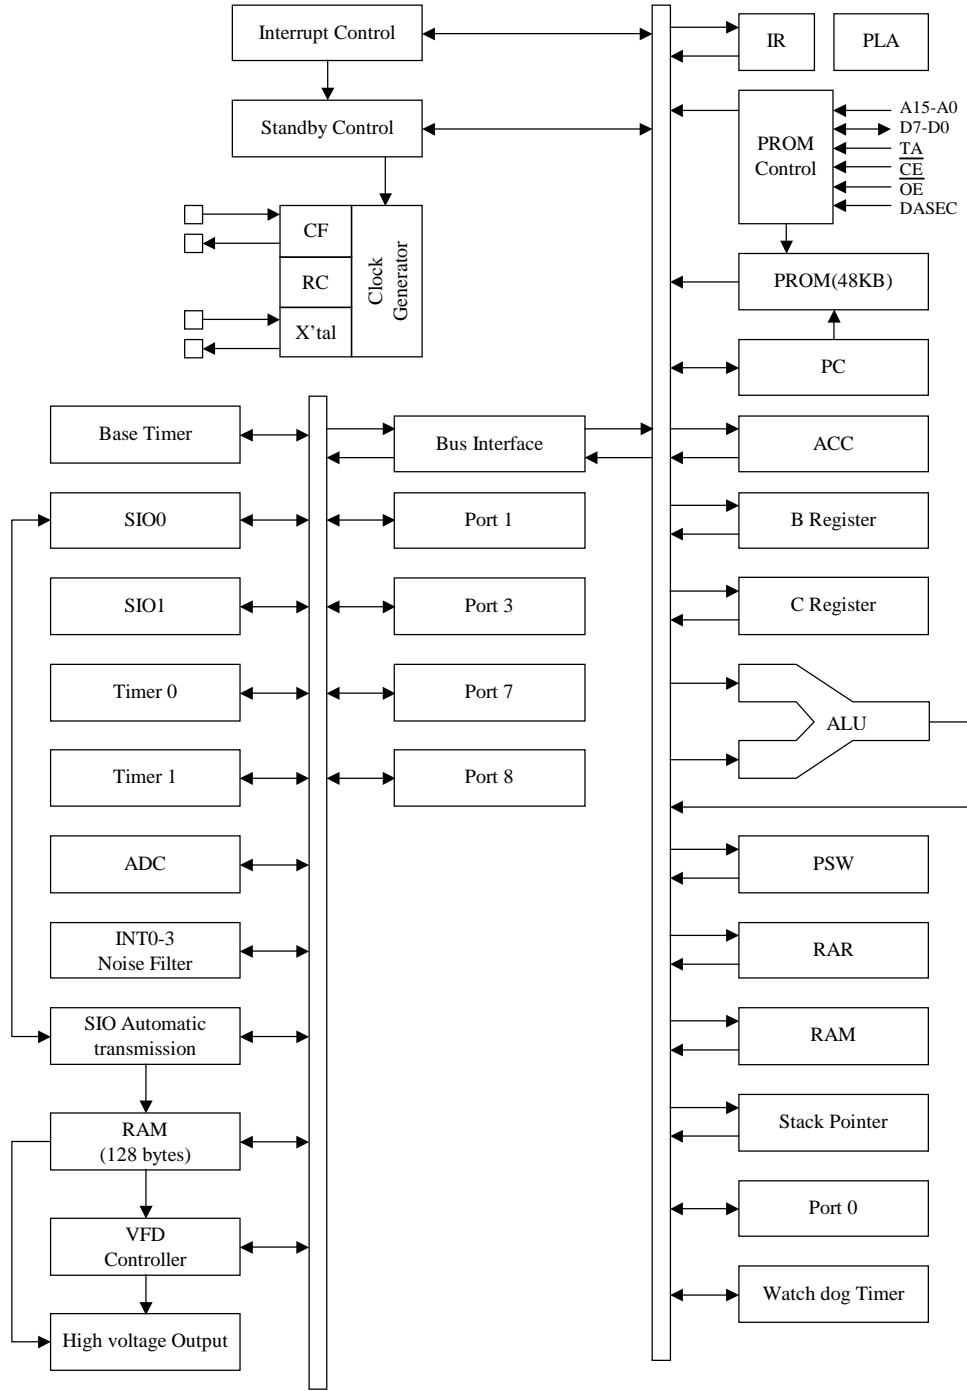 Interrupt Control
IR
PLA
Standby Control
PROM
Control
A15-A0
D7-D0
TA
CE
OE
DASEC
CF
RC
X'tal
Clock
Generator
PROM(48KB)
PC
Base Timer
Bus Interface
ACC
SIO0
Port 1
B Register
SIO1
Port 3
C Register
Timer 0
Port 7
ALU
Timer 1
Port 8
ADC
PSW
INT0-3
Noise Filter
RAR
SIO Automatic
transmission
RAM
RAM
(128 bytes)
Stack Pointer
VFD
Controller
Port 0
High voltage Output
Watch dog Timer